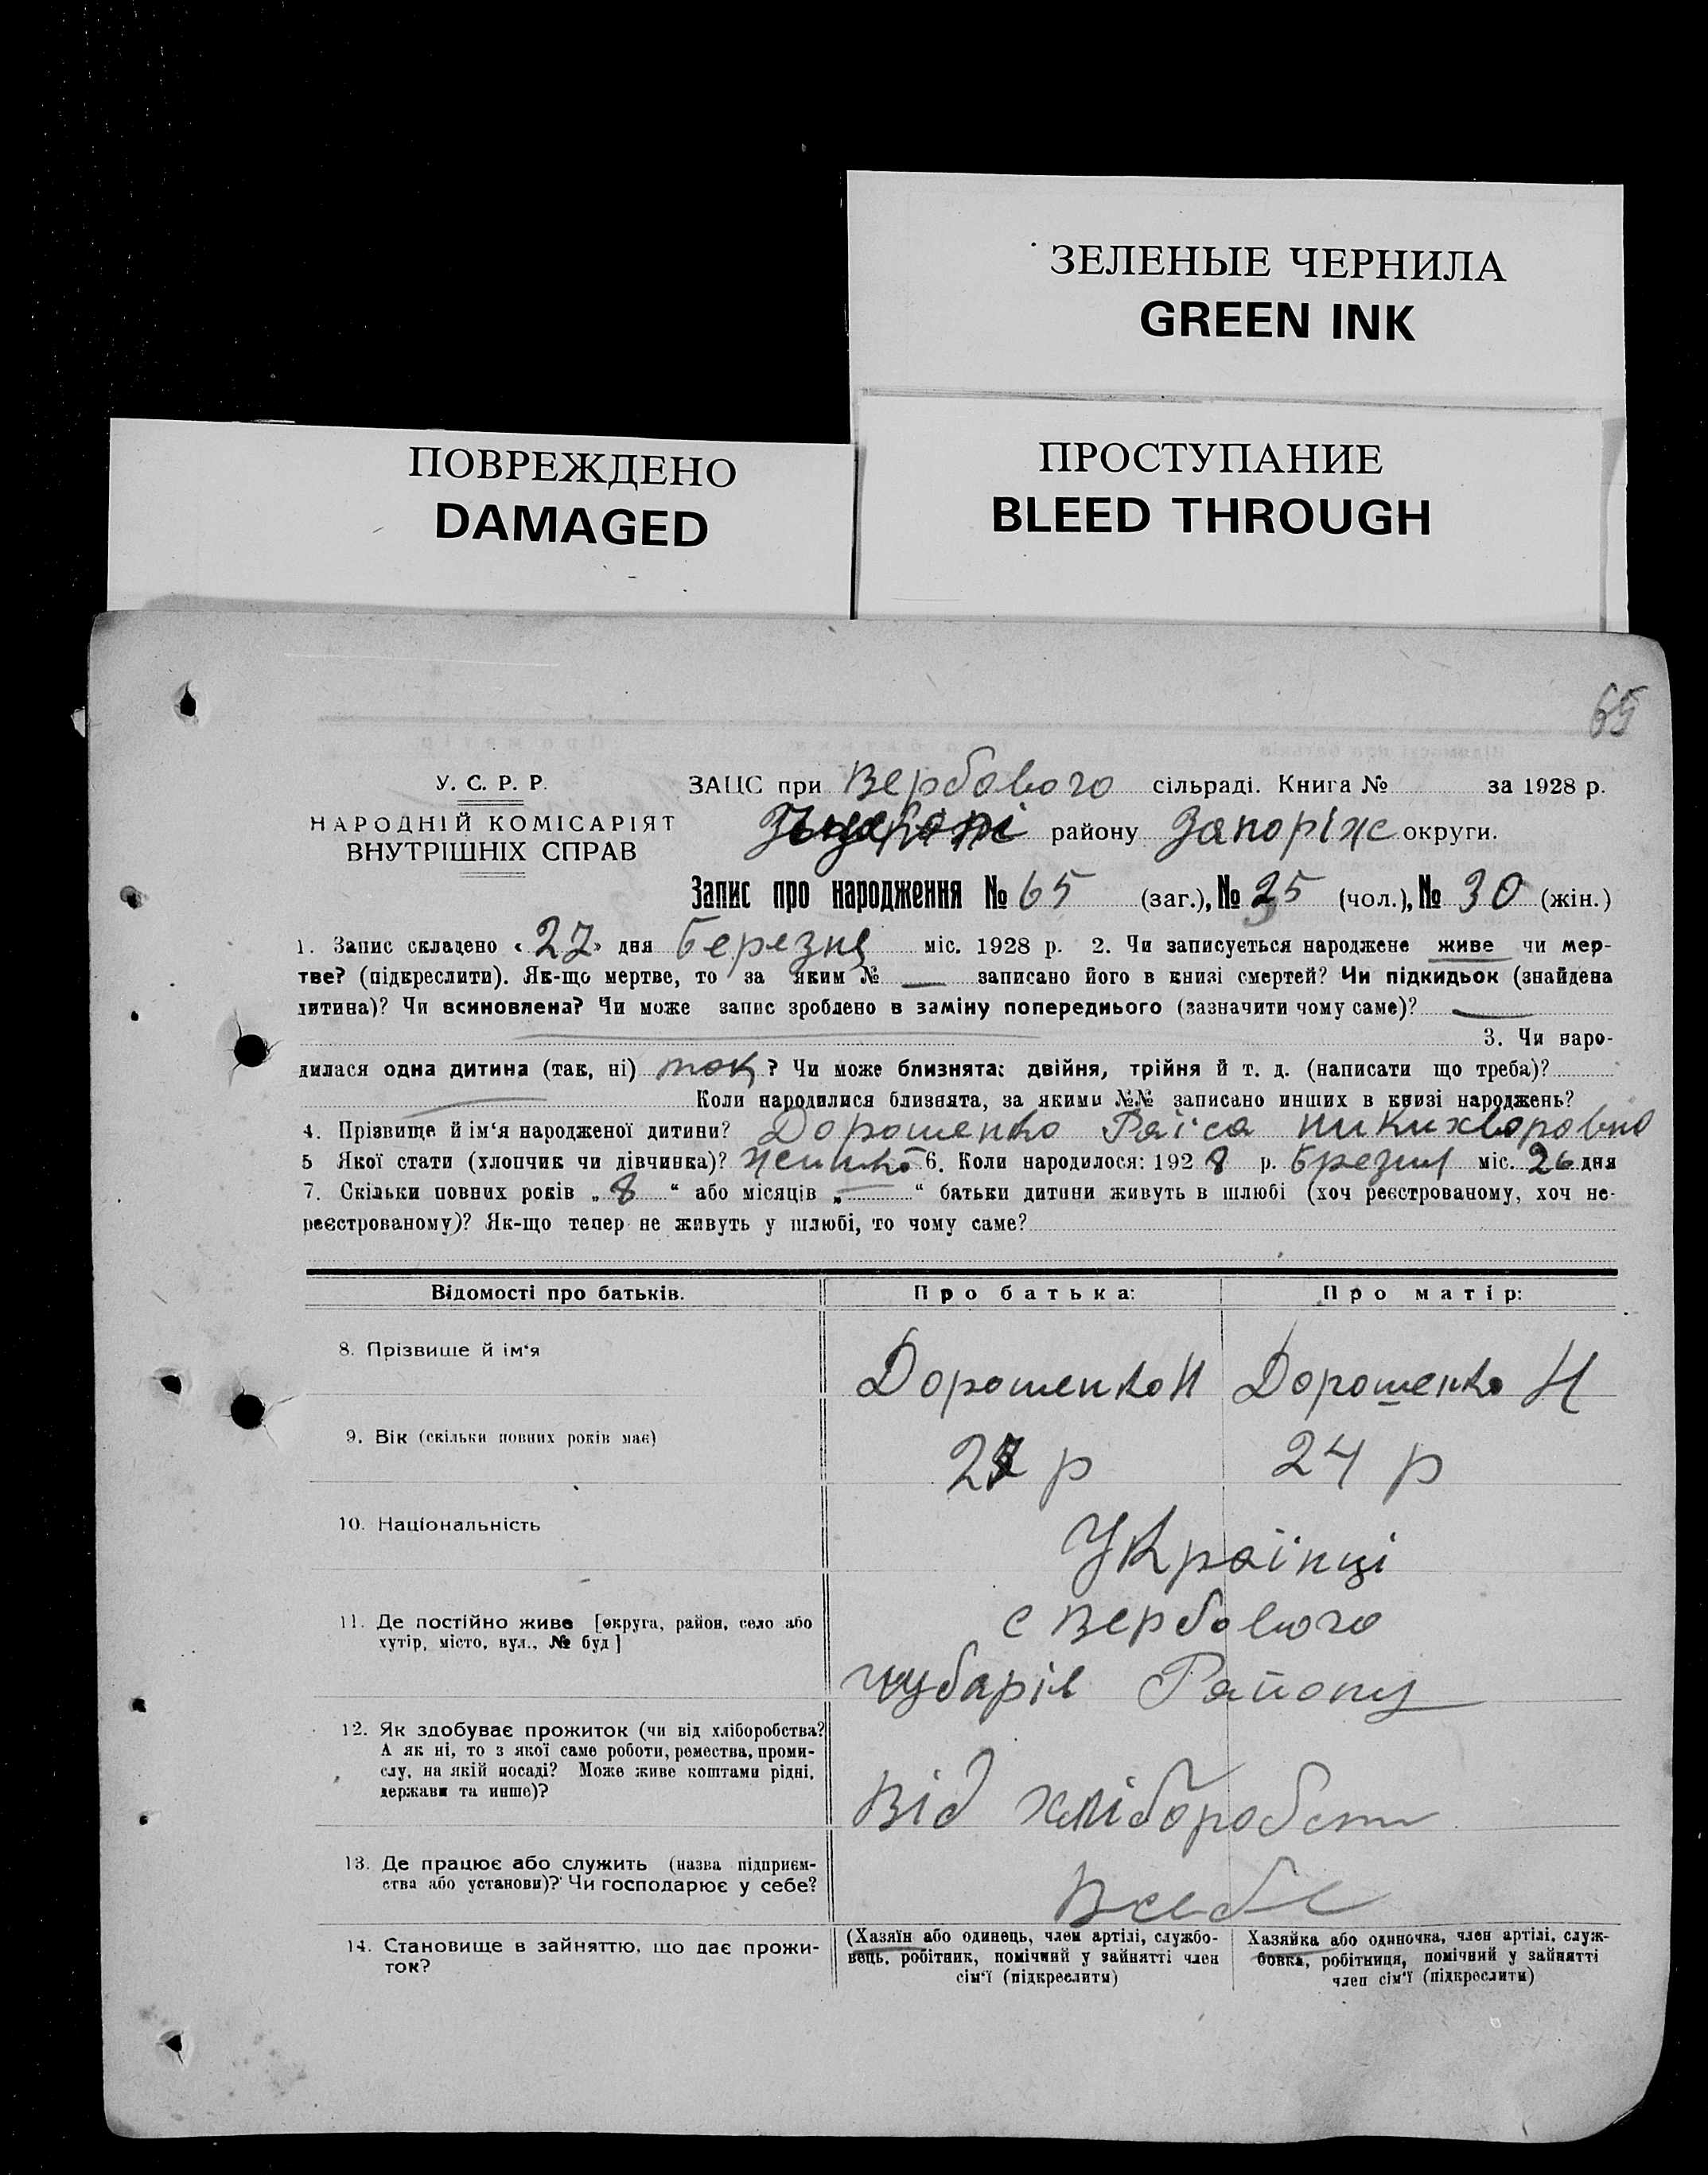 ЗЕЛЕНЫЕ ЧЕРНИЛА
GREEN INK
ПОВРЕЖДЕНО
DAMAGED
ПРОСТУПАНИЕ
BLEED THROUGH
65
У. С. Р. Р.
НАРОДНІЙ КОМІСАРІЯТ
ВНУТРІШНІХ СПРАВ
ЗАЦС при Вербового сільраді. Книга № за 1928 р.
району Запоріж округи.
Запис про народження № 65 (заг.), № 35 (чол.), № 30 (жін.)
1. Запис складено « 27 » дня березня міс. 1928 р. 2. Чи записується народжене живе чи мер-
тве? (підкреслити). Як-що мертве, то за яким № — записано його в книзі смертей? Чи підкидьок (знайдена
дитина)? Чи всиновлена? Чи може запис зроблено в заміну попереднього (зазначити чому саме)? —
3. Чи наро-
дилася одна дитина (так, ні) так ? Чи може близнята: двійня, трійня й т. д. (написати що треба)?
Коли народилися близнята, за якими №№ записано инших в книзі народжень?
4. Прізвище й ім‘я народженої дитини? Дорошенко Раїса Никихворовна
5 Якої стати (хлопчик чи дівчинка)? 6. Коли народилося: 192 8 р. Брезня міс. 26 дня
7. Скільки повних років „ 8 “ або місяців „ — “ батьки дитини живуть в шлюбі (хоч реєстрованому, хоч не-
реєстрованому)? Як-що тепер не живуть у шлюбі, то чому саме?
Відомості про батьків. Про батька: Про матір:
8. Прізвище й ім‘я Дорошенко Н Дорошенко Н
9. Вік (скільки повних років має) 27 р 24 р
10. Національність Українці
11. Де постійно живе [округа, район, село або
хутір, місто, вул., № буд] с Вербового
чубарів Району
12. Як здобуває прожиток (чи від хліборобства?
А як ні, то з якої саме роботи, ремества, проми-
слу, на якій посаді? Може живе коштами рідні,
держави та инше)?
Від хліборобст
13. Де працює або служить (назва підприєм-
ства або установи)? Чи господарює у себе?
Всебе
14. Становище в зайняттю, що дає прожи-
ток?
(Хазяїн або одинець, член артілі, службо-
вець, робітник, помічний у зайнятті член
сім‘ї (підкреслити)
Хазяйка або одиночка, член артілі, служ-
бовка, робітниця, помічний у зайнятті
член сім‘ї (підкреслити)